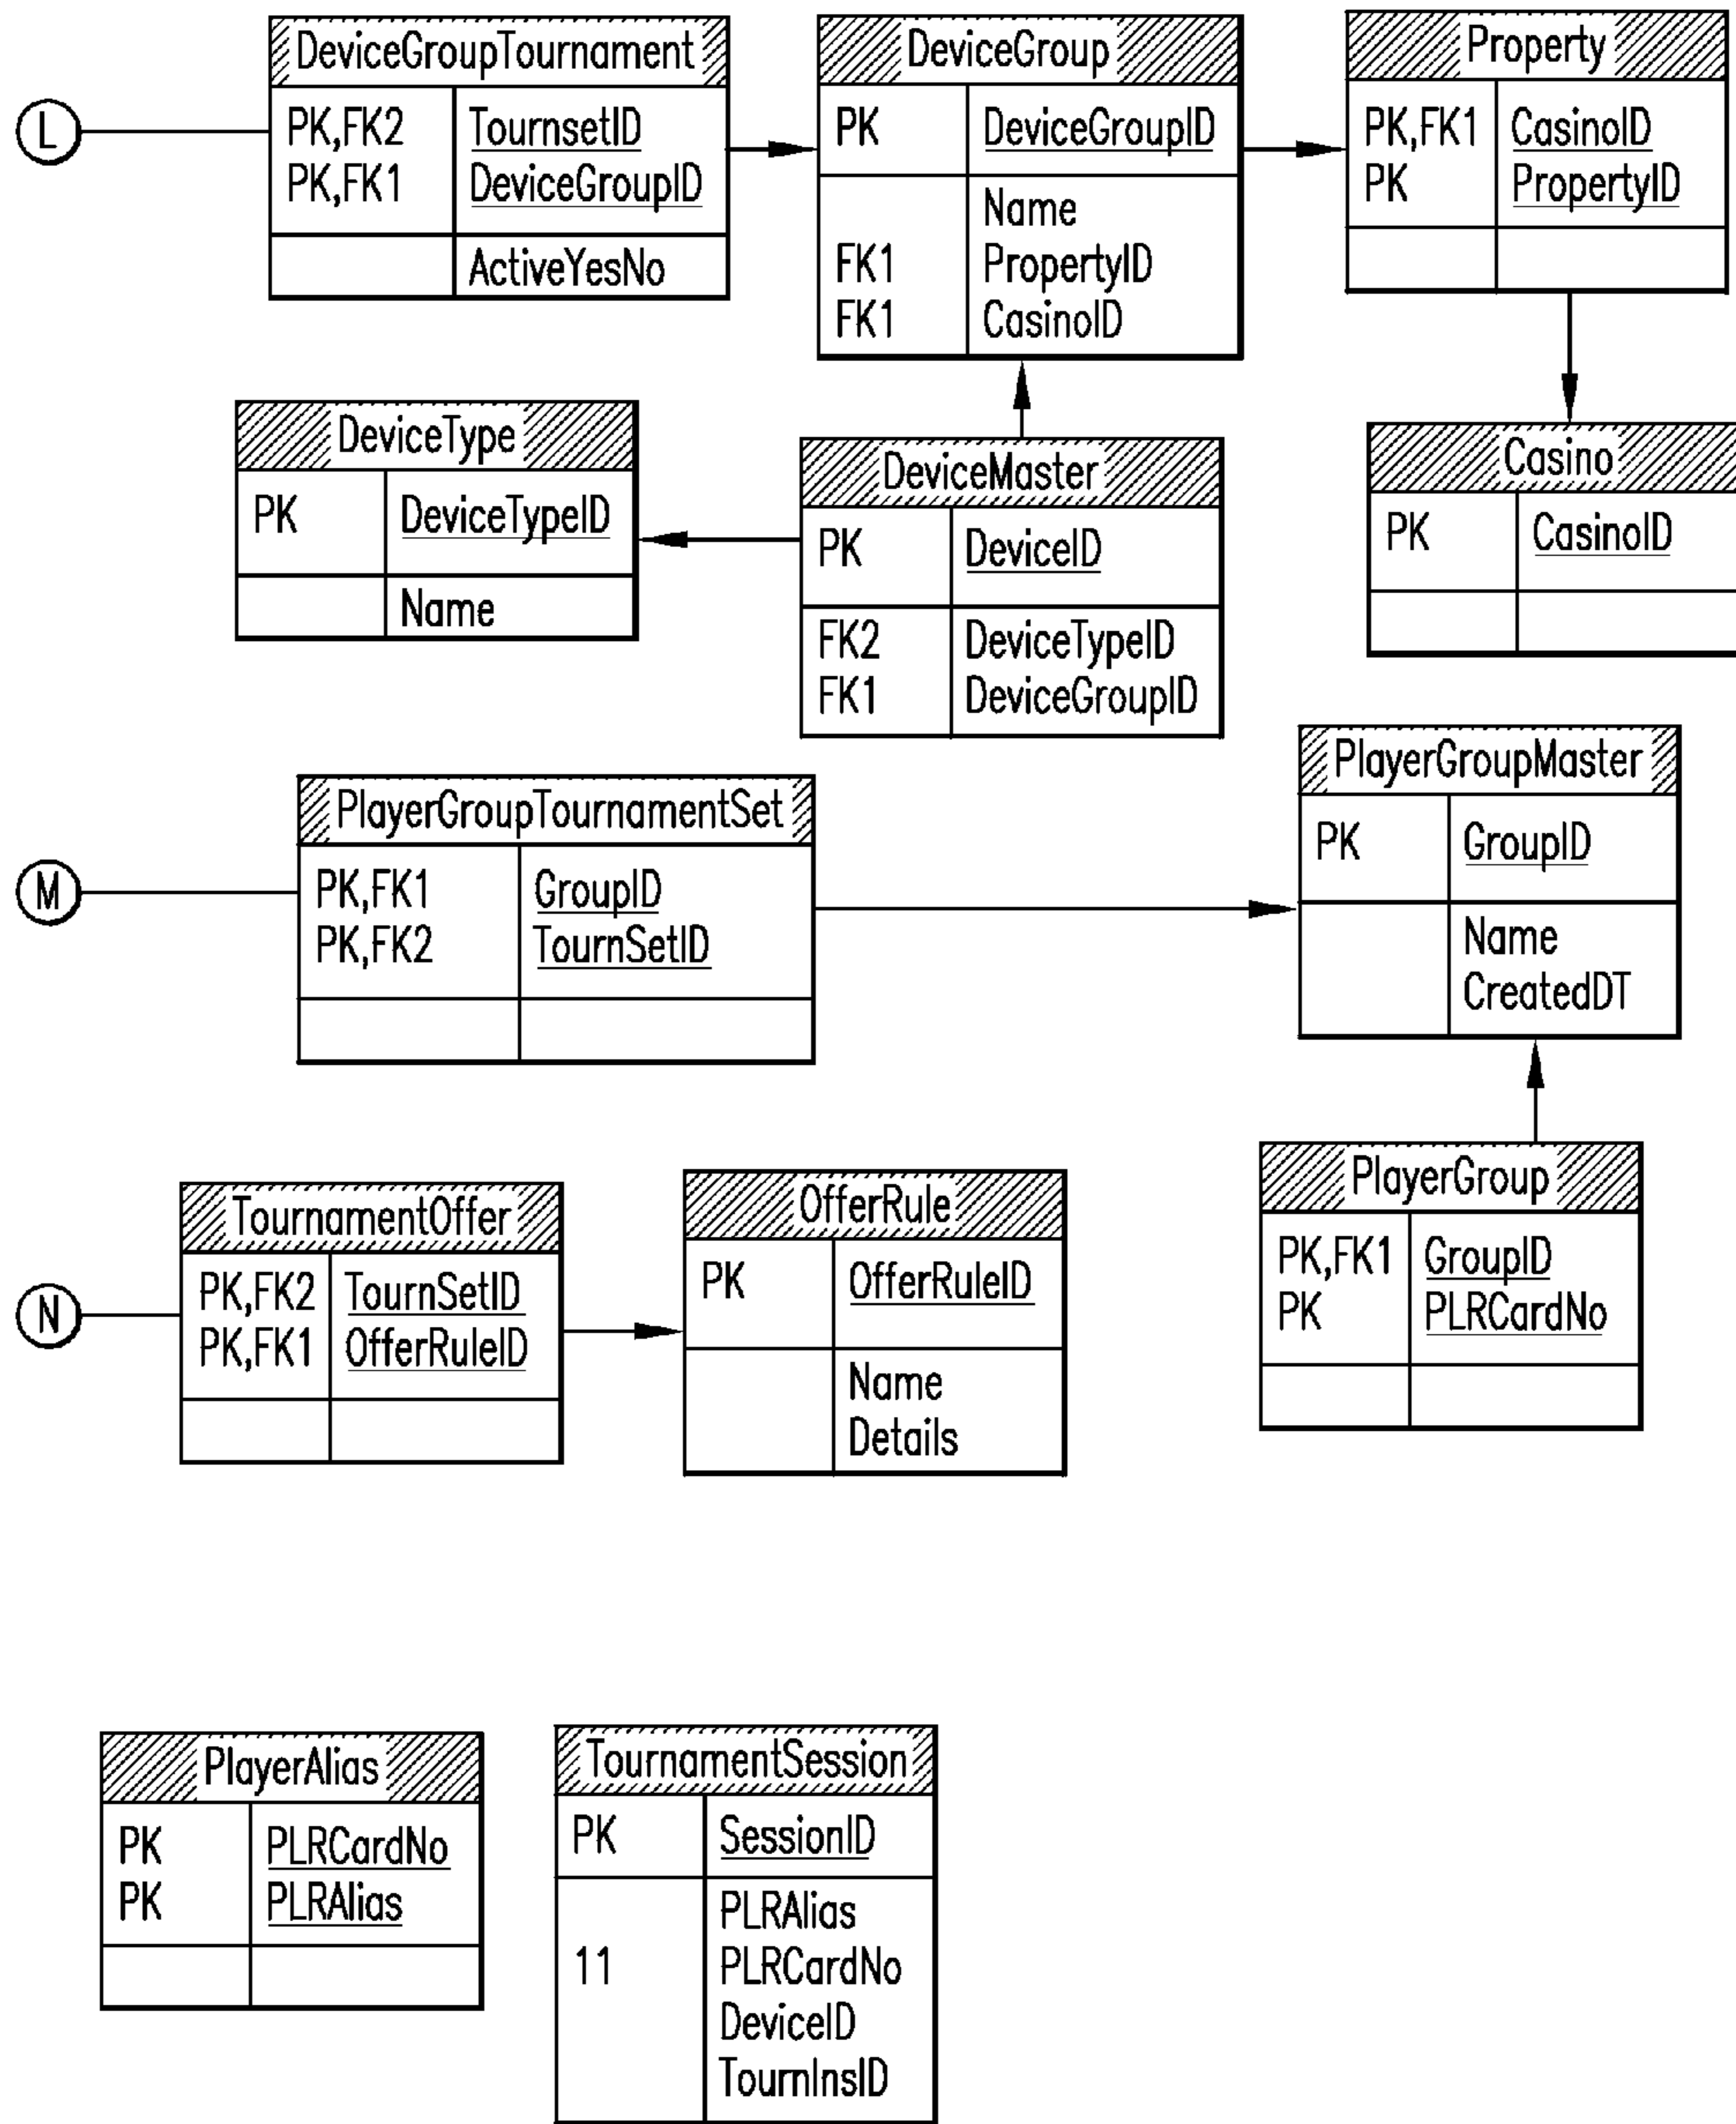 DeviceGroupTournament
L
PK,FK2 TournsetID
PK,FK1 DeviceGroupID
ActiveYesNo
DeviceGroup
PK DeviceGroupID
Name
FK1 PropertyID
FK1 CasinoID
Property
PK,FK1 CasinoID
PK PropertyID
DeviceType
PK DeviceTypeID
Name
DeviceMaster
PK DeviceID
FK2 DeviceTypeID
FK1 DeviceGroupID
Casino
PK CasinoID
PlayerGroupTournamentSet
M
PK,FK1 GroupID
PK,FK2 TournSetID
PlayerGroupMaster
PK GroupID
Name
CreatedDT
TournamentOffer
N
PK,FK2 TournSetID
PK,FK1 OfferRuleID
OfferRule
PK OfferRuleID
Name
Details
PlayerGroup
PK,FK1 GroupID
PK PLRCardNo
PlayerAlias
PK PLRCardNo
PK PLRAlias
TournamentSession
PK SessionID
PLRAlias
11 PLRCardNo
DeviceID
TournInsID